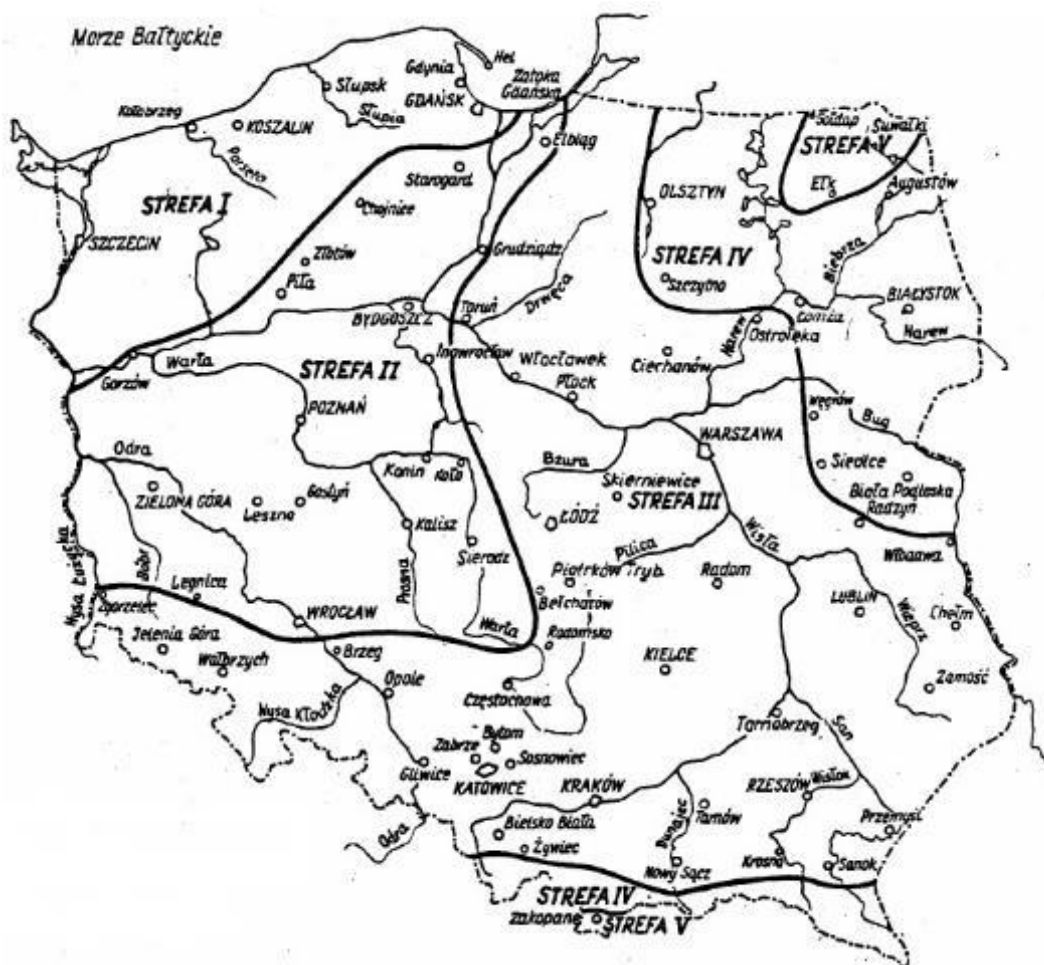 Morze Bałtyckie
Hel
Gdynia
Zatoka
Gdańska
Słupsk
GDAŃSK
Słupia
Kołobrzeg
KOSZALIN
Parsęta
Elbląg
Gołdap
Suwałki
STREFA V
Ełk
Augustów
Starogard
Chojnice
OLSZTYN
STREFA I
SZCZECIN
Grudziądz
STREFA IV
Biebrza
Złotów
Piła
Szczytno
Drwęca
BYDGOSZCZ
Toruń
Łomża
BIAŁYSTOK
Narew
Ostrołęka
Narew
Gorzów
Warta
STREFA II
Inowrocław
Włocławek
Ciechanów
Płock
POZNAŃ
Węgrów
Bug
WARSZAWA
Odra
Konin
Koło
Bzura
Siedlce
Skierniewice
STREFA III
Biała Podlaska
Radzyń
ZIELONA GÓRA
Leszno
Gostyń
Kalisz
ŁÓDŹ
Sieradz
Pilica
Wisła
Włodawa
Nysa Łużycka
Bóbr
Prosna
Piotrków Tryb.
Radom
Bełchatów
Zgorzelec
Legnica
WROCŁAW
Warta
Radomsko
LUBLIN
Wieprz
Chełm
Jelenia Góra
Wałbrzych
Brzeg
KIELCE
Opole
Częstochowa
Zamość
Nysa Kłodzka
Tarnobrzeg
San
Bytom
Zabrze
Sosnowiec
Gliwice
KATOWICE
KRAKÓW
RZESZÓW
Wisłok
Odra
Bielsko Biała
Dunajec
Tarnów
Przemyśl
Żywiec
Nowy Sącz
Krosno
Sanok
STREFA IV
Zakopane
STREFA V